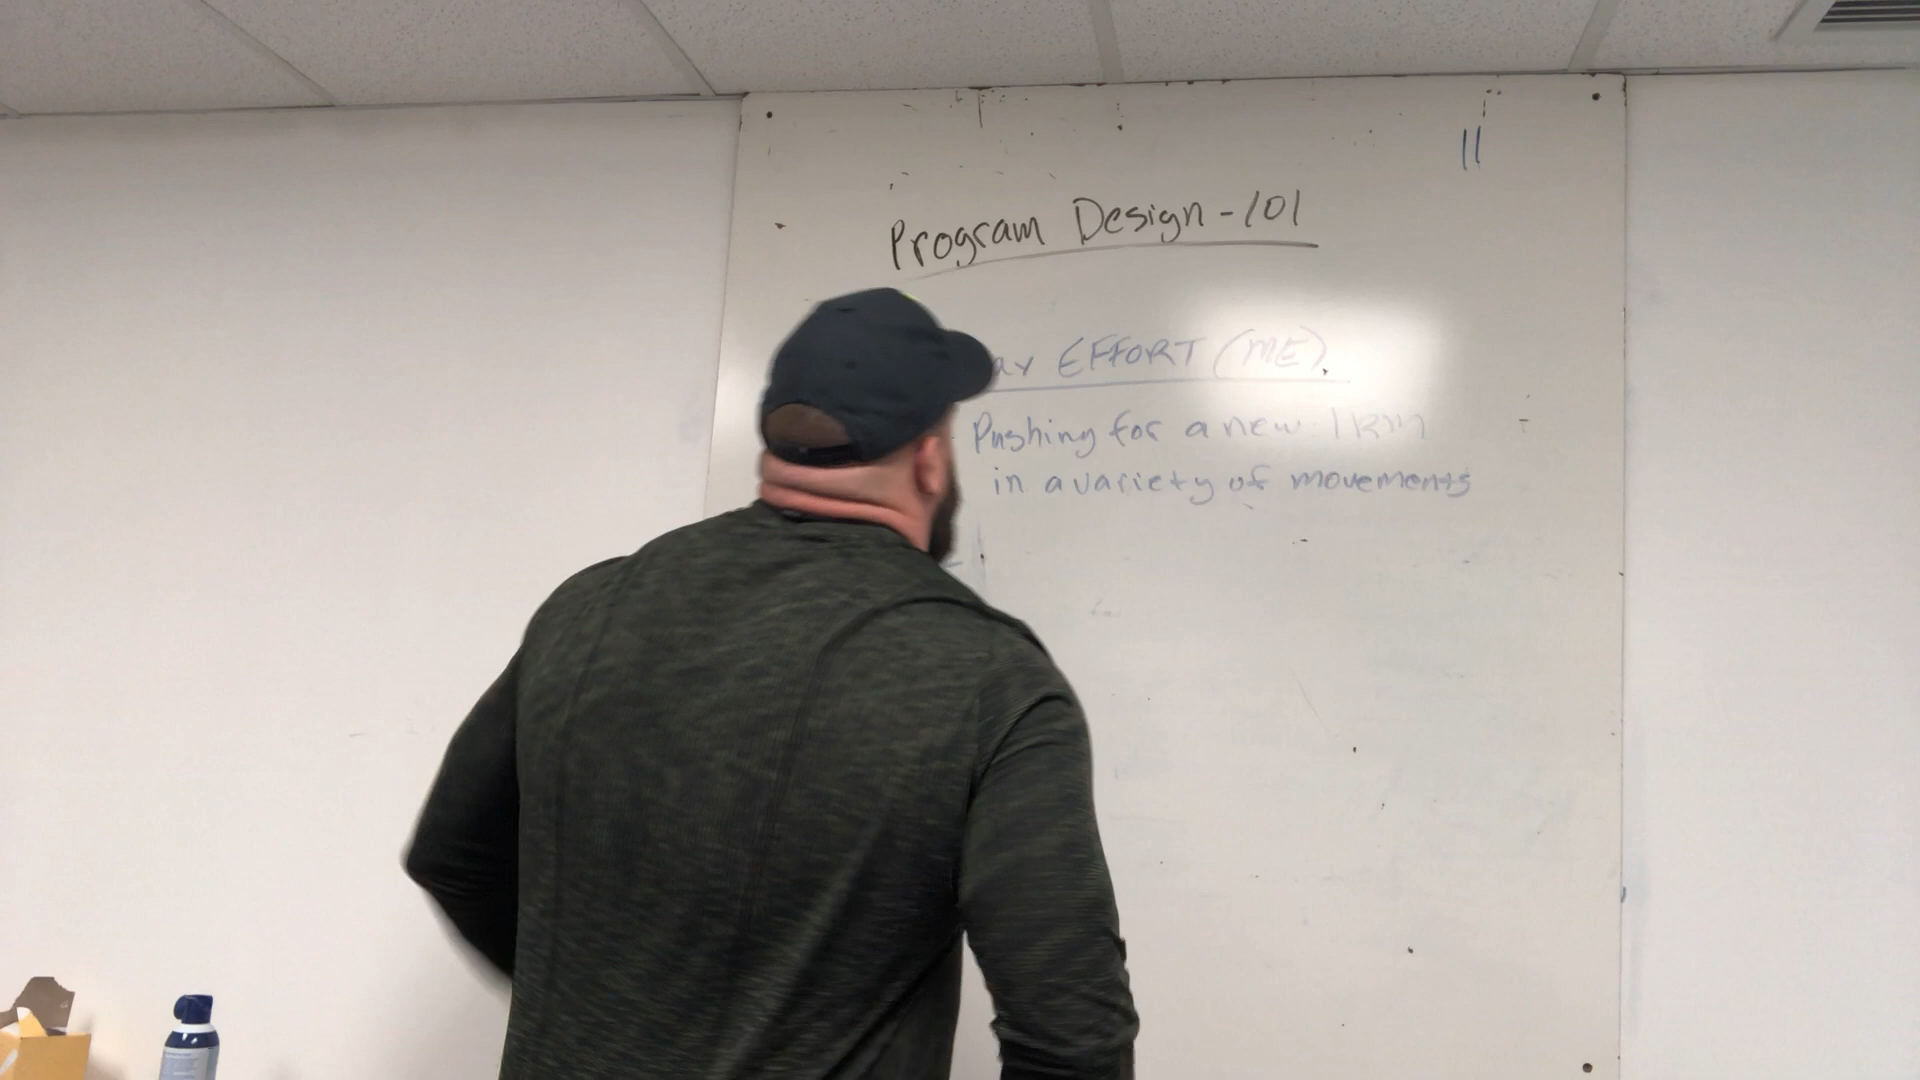 11
Program Design - 101
ax EFFORT (ME).
Pushing for a new 1RM
in a variety of movements